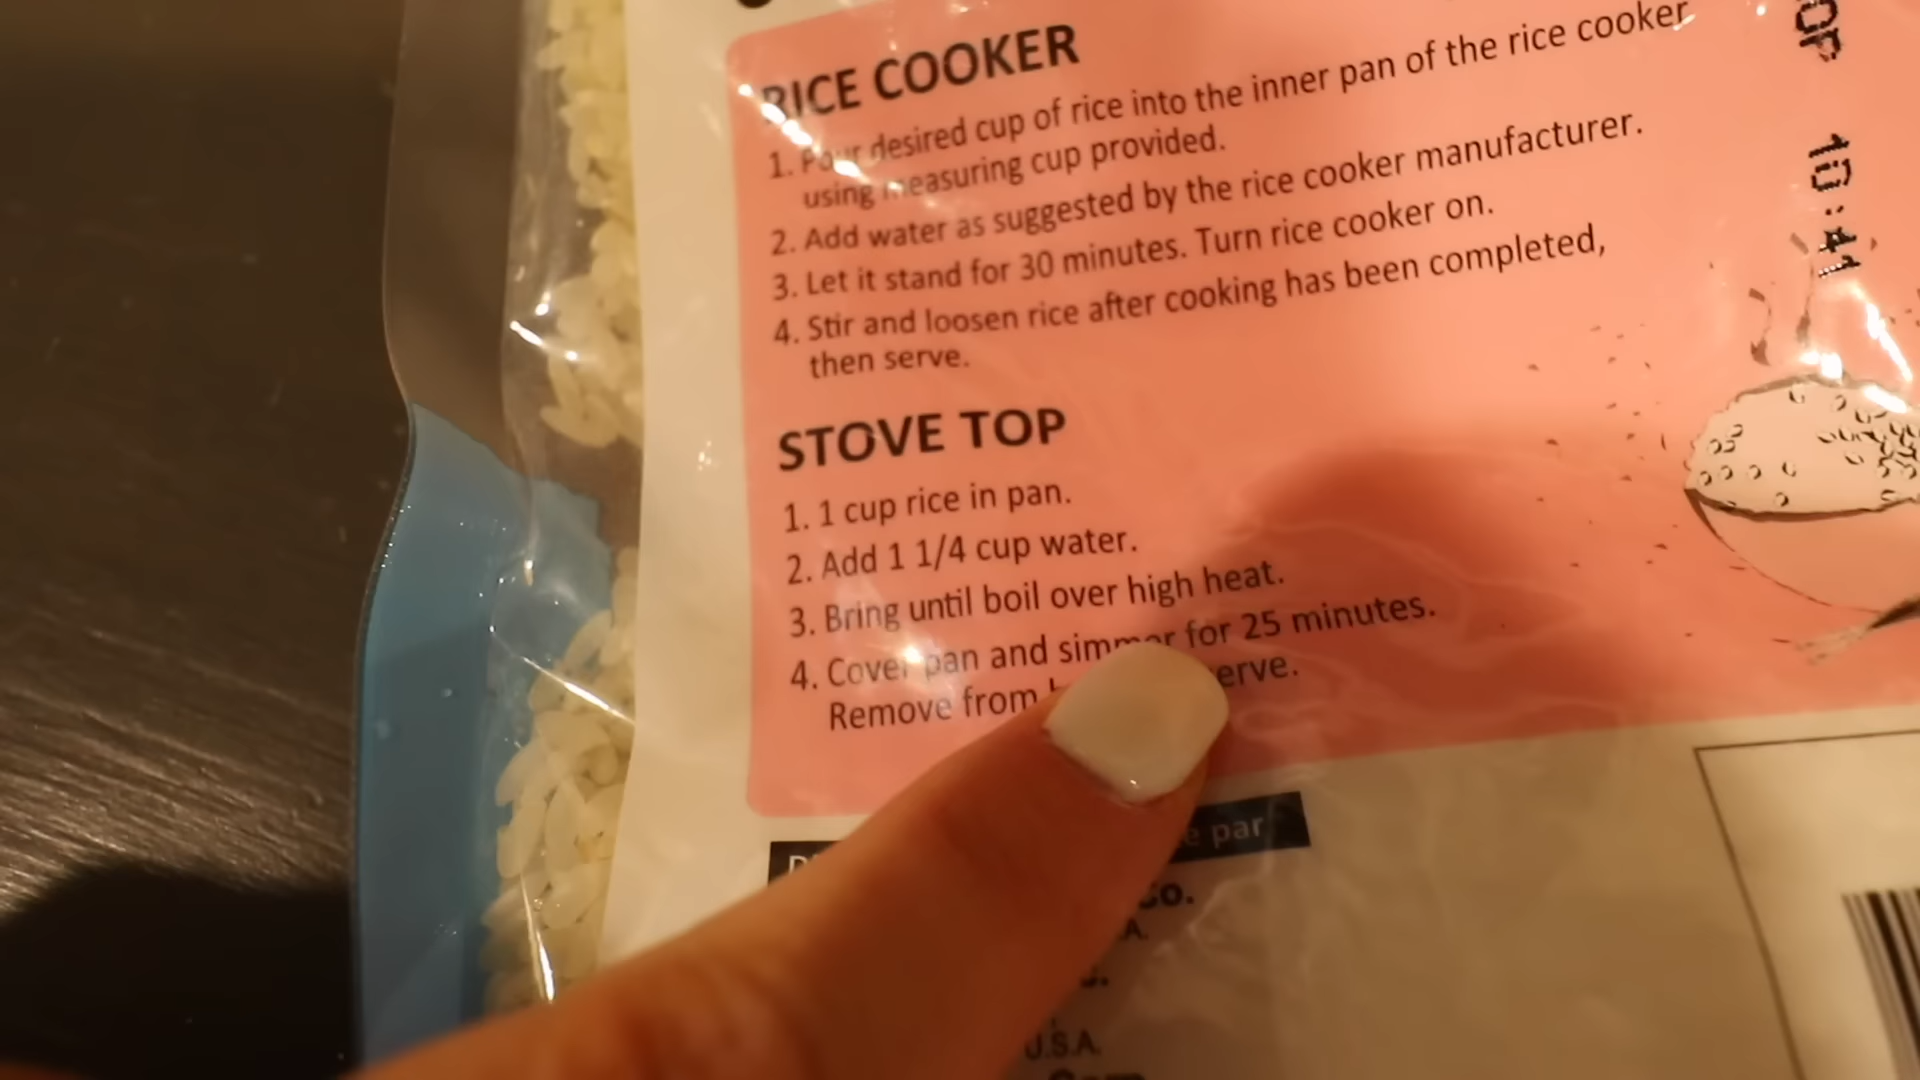 RICE COOKER
1. Pour desired cup of rice into the inner pan of the rice cooker
using measuring cup provided.
2. Add water as suggested by the rice cooker manufacturer.
3. Let it stand for 30 minutes. Turn rice cooker on.
4. Stir and loosen rice after cooking has been completed,
then serve.
STOVE TOP
1. 1 cup rice in pan.
2. Add 1 1/4 cup water.
3. Bring until boil over high heat.
4. Cover pan and simmer for 25 minutes.
Remove from
par
Co.
U.S.A.
10:41